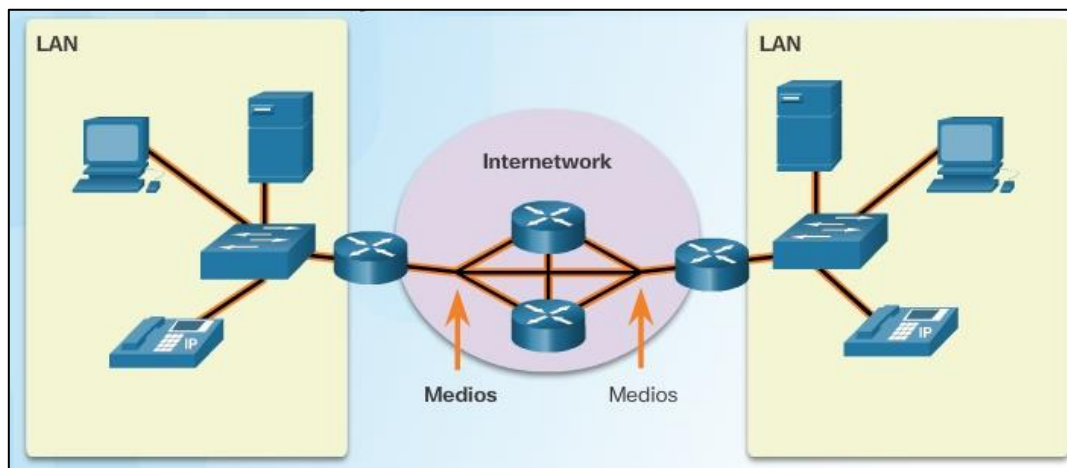 LAN
LAN
Internetwork
IP
IP
Medios
Medios